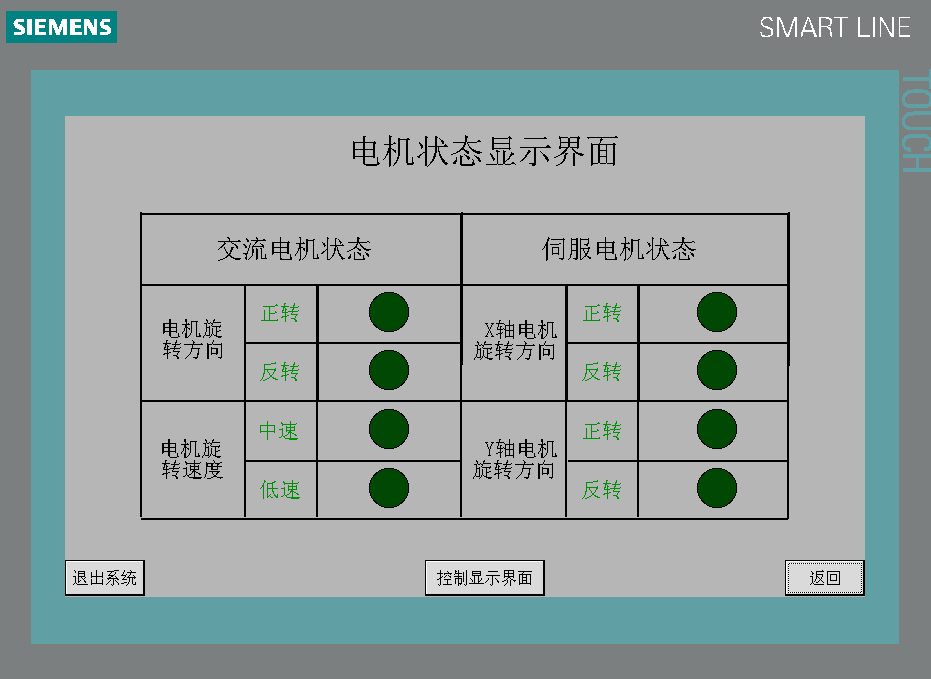 SIEMENS
SMART LINE
TOUCH
电机状态显示界面
交流电机状态
伺服电机状态
电机旋
转方向
正转
反转
X轴电机
旋转方向
正转
反转
电机旋
转速度
中速
低速
Y轴电机
旋转方向
正转
反转
退出系统
控制显示界面
返回